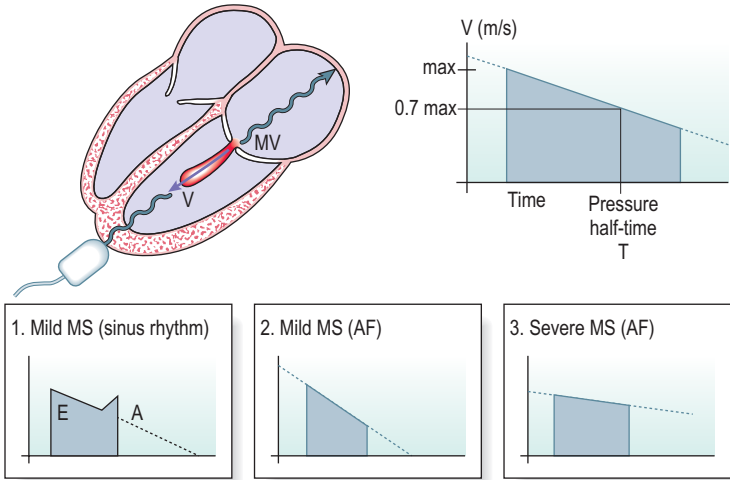 V (m/s)
max
0.7 max
MV
V
Time
Pressure
half-time
T
1. Mild MS (sinus rhythm)
E
A
2. Mild MS (AF)
3. Severe MS (AF)